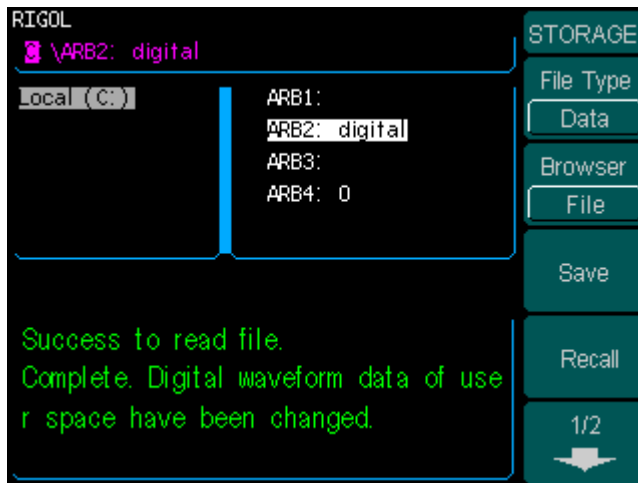 RIGOL
C \ARB2: digital
Local (C:)
ARB1:
ARB2: digital
ARB3:
ARB4: 0
Success to read file.
Complete. Digital waveform data of use
r space have been changed.
STORAGE
File Type
Data
Browser
File
Save
Recall
1/2